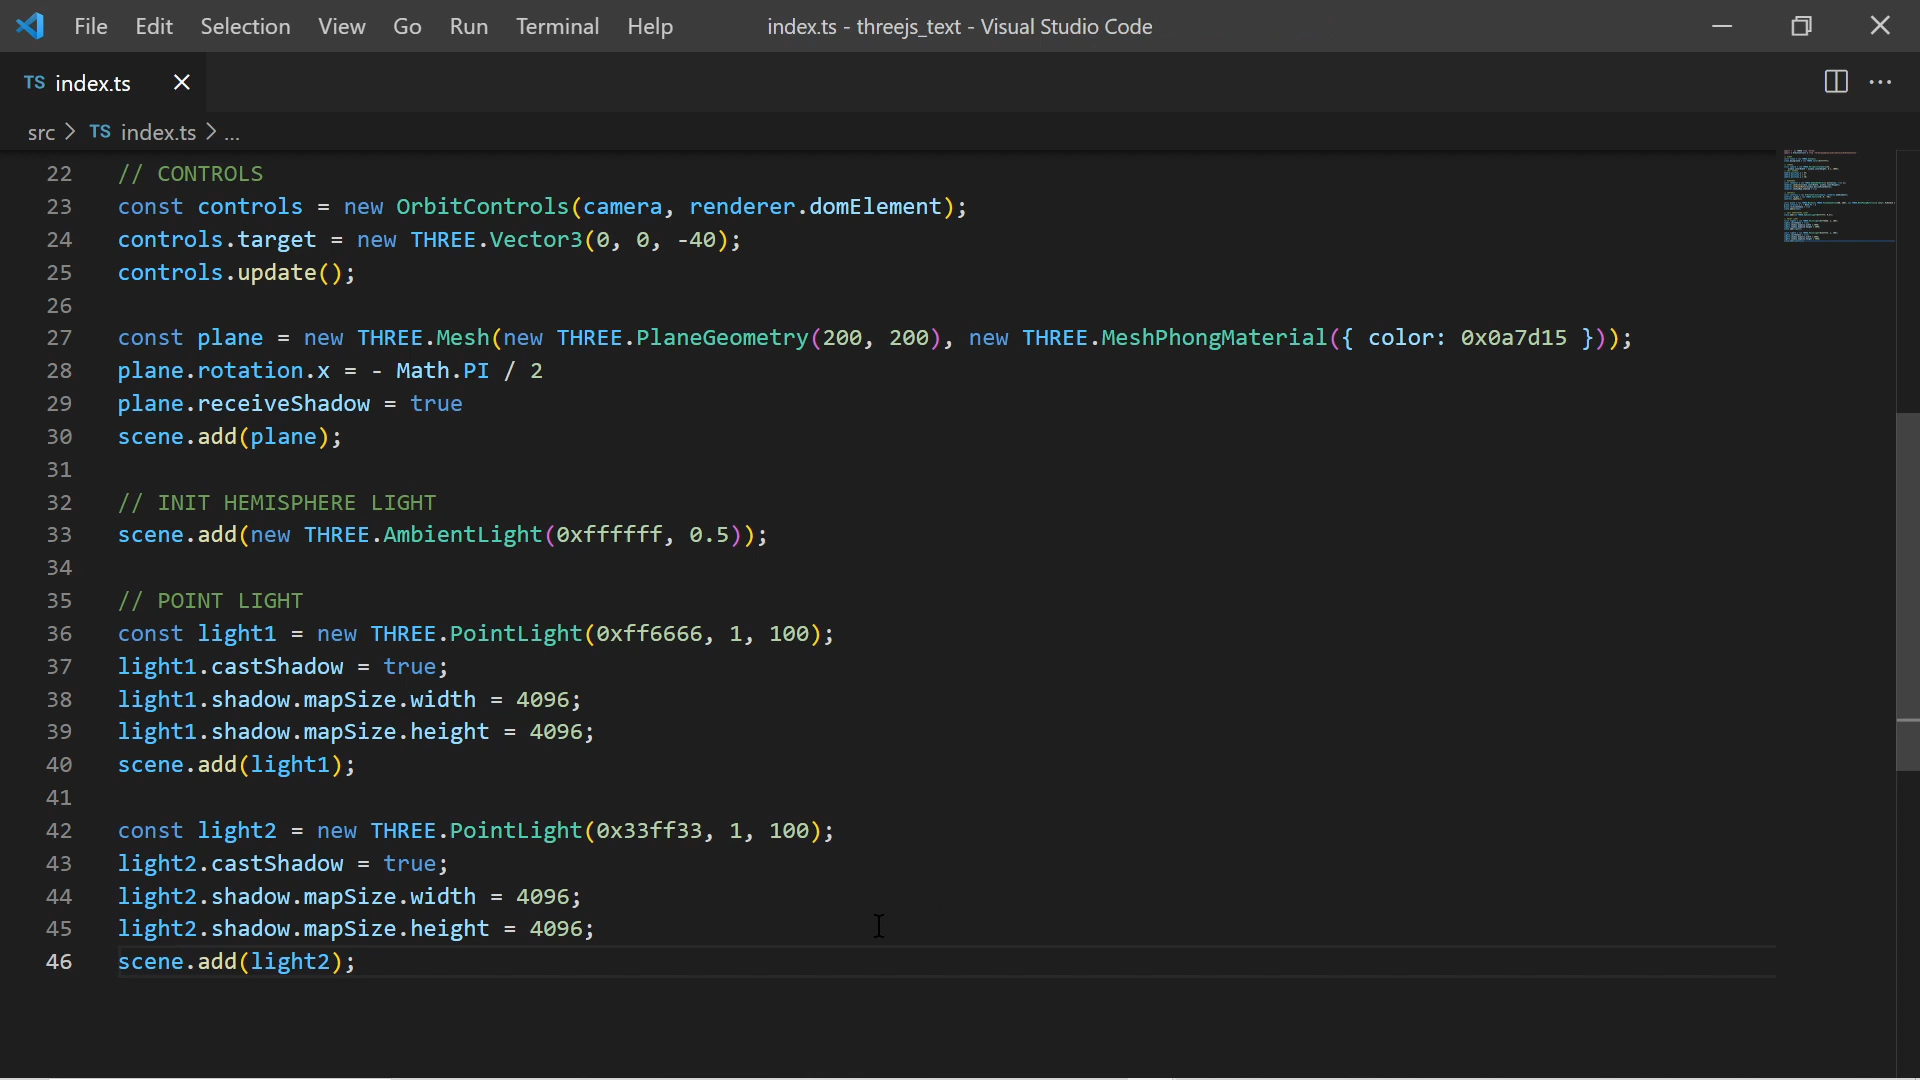 File Edit Selection View Go Run Terminal Help index.ts - threejs_text - Visual Studio Code
TS index.ts
src > TS index.ts > ...
22 // CONTROLS
23 const controls = new OrbitControls(camera, renderer.domElement);
24 controls.target = new THREE.Vector3(0, 0, -40);
25 controls.update();
26
27 const plane = new THREE.Mesh(new THREE.PlaneGeometry(200, 200), new THREE.MeshPhongMaterial({ color: 0x0a7d15 }));
28 plane.rotation.x = - Math.PI / 2
29 plane.receiveShadow = true
30 scene.add(plane);
31
32 // INIT HEMISPHERE LIGHT
33 scene.add(new THREE.AmbientLight(0xffffff, 0.5));
34
35 // POINT LIGHT
36 const light1 = new THREE.PointLight(0xff6666, 1, 100);
37 light1.castShadow = true;
38 light1.shadow.mapSize.width = 4096;
39 light1.shadow.mapSize.height = 4096;
40 scene.add(light1);
41
42 const light2 = new THREE.PointLight(0x33ff33, 1, 100);
43 light2.castShadow = true;
44 light2.shadow.mapSize.width = 4096;
45 light2.shadow.mapSize.height = 4096;
46 scene.add(light2);